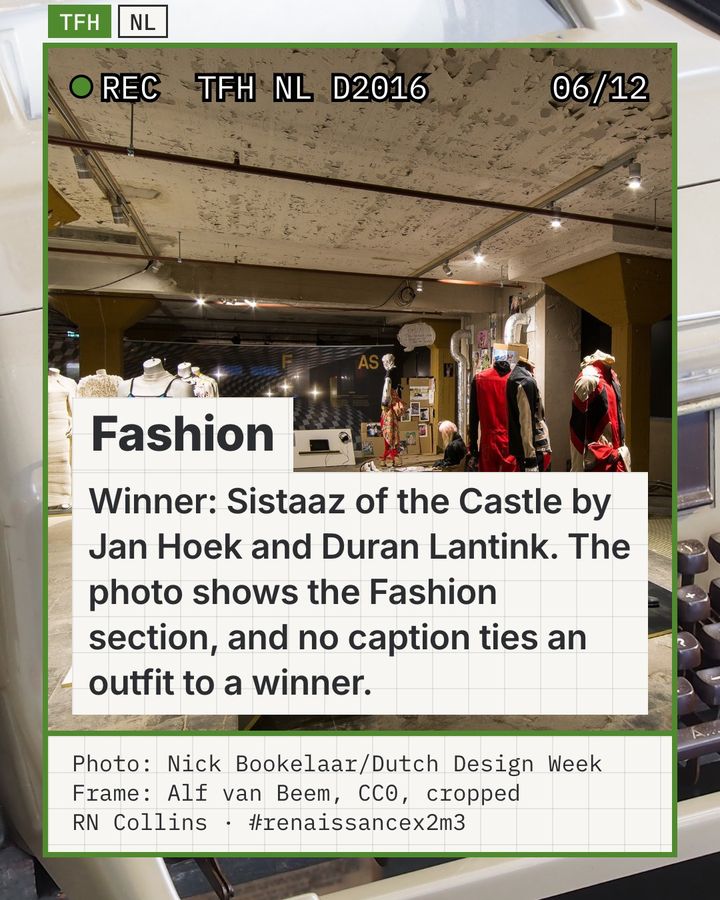 TFH NL
REC TFH NL D2016 06/12
F AS
Fashion
Winner: Sistaaz of the Castle by
Jan Hoek and Duran Lantink. The
photo shows the Fashion
section, and no caption ties an
outfit to a winner.
Photo: Nick Bookelaar/Dutch Design Week
Frame: Alf van Beem, CC0, cropped
RN Collins · #renaissancex2m3